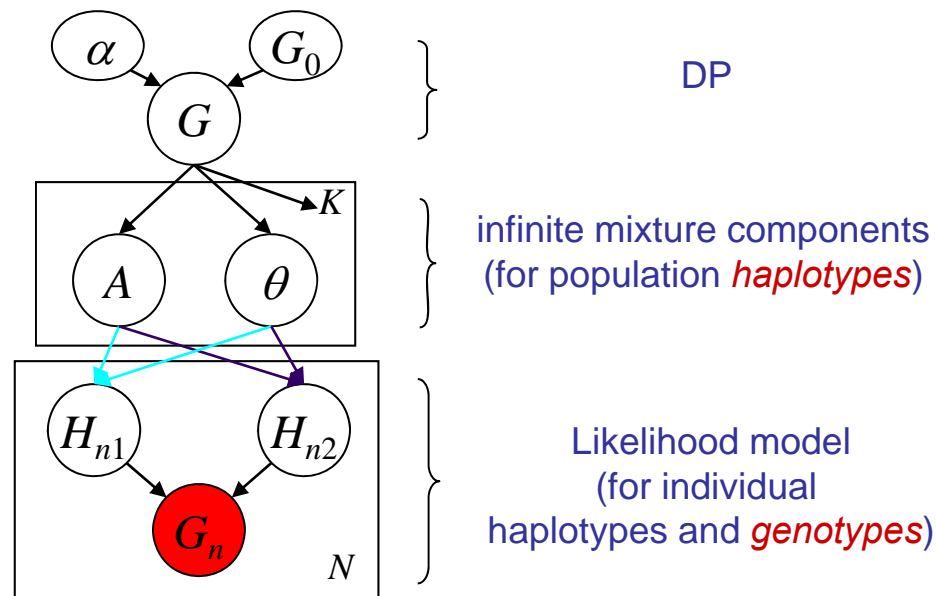 α
G₀
G
DP
K
A
θ
infinite mixture components
(for population haplotypes)
Hₙ₁
Hₙ₂
Gₙ
N
Likelihood model
(for individual
haplotypes and genotypes)